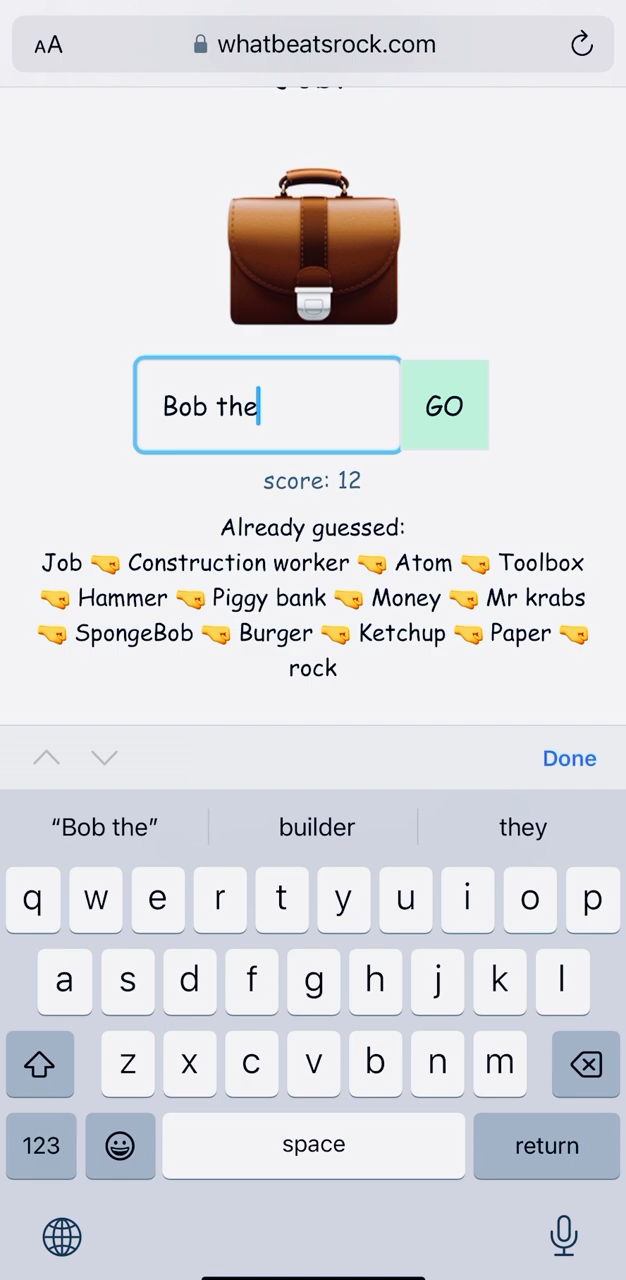 AA whatbeatsrock.com
Bob the GO
score: 12
Already guessed:
Job 🤜 Construction worker 🤜 Atom 🤜 Toolbox
🤜 Hammer 🤜 Piggy bank 🤜 Money 🤜 Mr krabs
🤜 SpongeBob 🤜 Burger 🤜 Ketchup 🤜 Paper 🤜
rock
Done
“Bob the” builder they
q w e r t y u i o p
a s d f g h j k l
z x c v b n m
123 space return